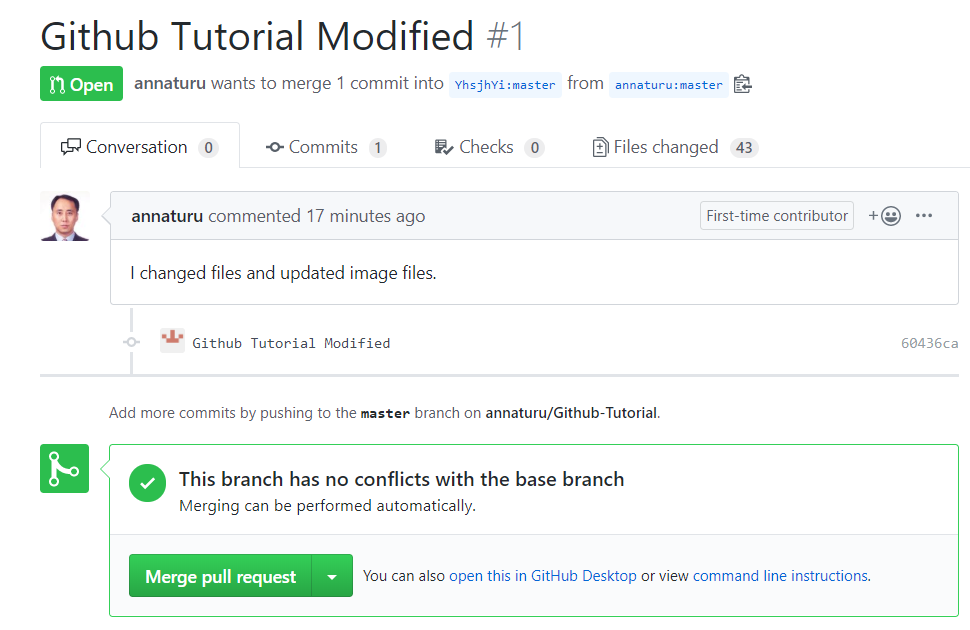 Github Tutorial Modified #1
Open annaturu wants to merge 1 commit into YhsjhYi:master from annaturu:master
Conversation 0 Commits 1 Checks 0 Files changed 43
annaturu commented 17 minutes ago First-time contributor +
I changed files and updated image files.
Github Tutorial Modified 60436ca
Add more commits by pushing to the master branch on annaturu/Github-Tutorial.
This branch has no conflicts with the base branch
Merging can be performed automatically.
Merge pull request You can also open this in GitHub Desktop or view command line instructions.